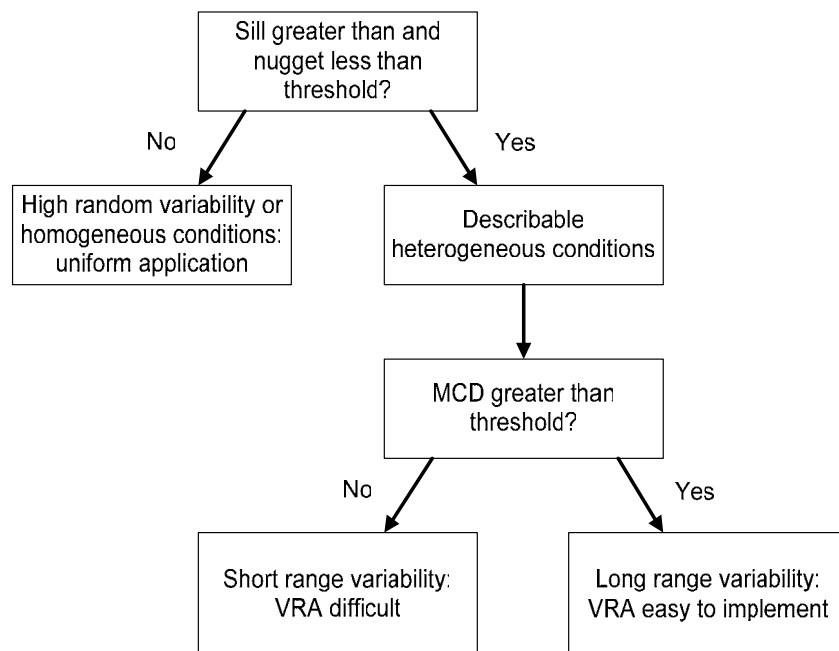 Sill greater than and
nugget less than
threshold?
No
Yes
High random variability or
homogeneous conditions:
uniform application
Describable
heterogeneous conditions
MCD greater than
threshold?
No
Yes
Short range variability:
VRA difficult
Long range variability:
VRA easy to implement